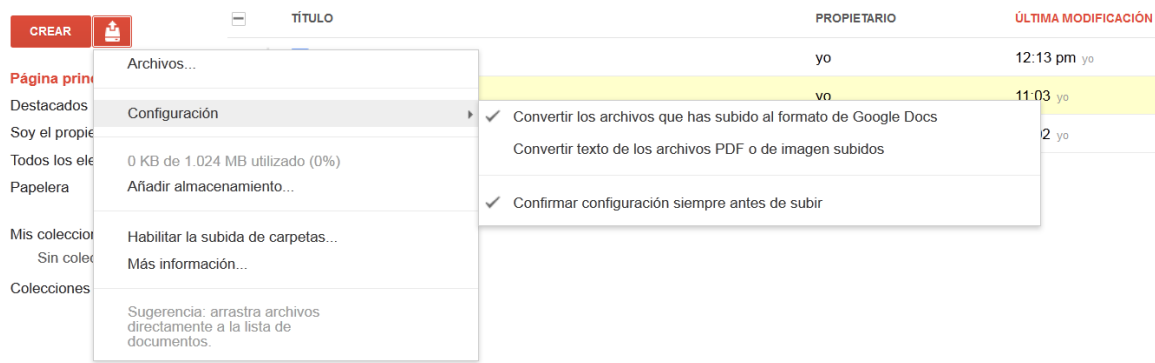 CREAR
TÍTULO PROPIETARIO ÚLTIMA MODIFICACIÓN
yo 12:13 pm yo
yo 11:03 yo
yo
Página prin
Destacados
Soy el propie
Todos los ele
Papelera
Mis coleccion
Sin colec
Colecciones
Archivos...
Configuración
0 KB de 1.024 MB utilizado (0%)
Añadir almacenamiento...
Habilitar la subida de carpetas...
Más información...
Sugerencia: arrastra archivos
directamente a la lista de
documentos.
Convertir los archivos que has subido al formato de Google Docs
Convertir texto de los archivos PDF o de imagen subidos
Confirmar configuración siempre antes de subir